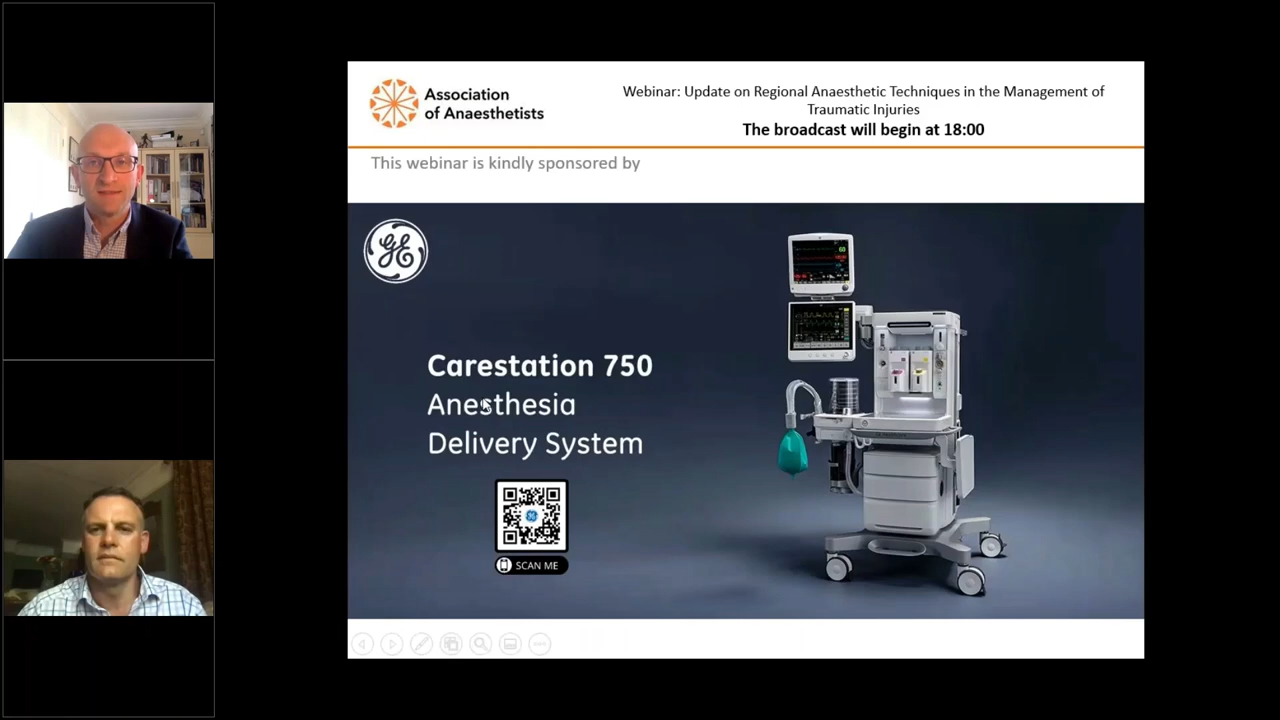 Association
of Anaesthetists
Webinar: Update on Regional Anaesthetic Techniques in the Management of
Traumatic Injuries
The broadcast will begin at 18:00
This webinar is kindly sponsored by
GE
Carestation 750
Anesthesia
Delivery System
SCAN ME